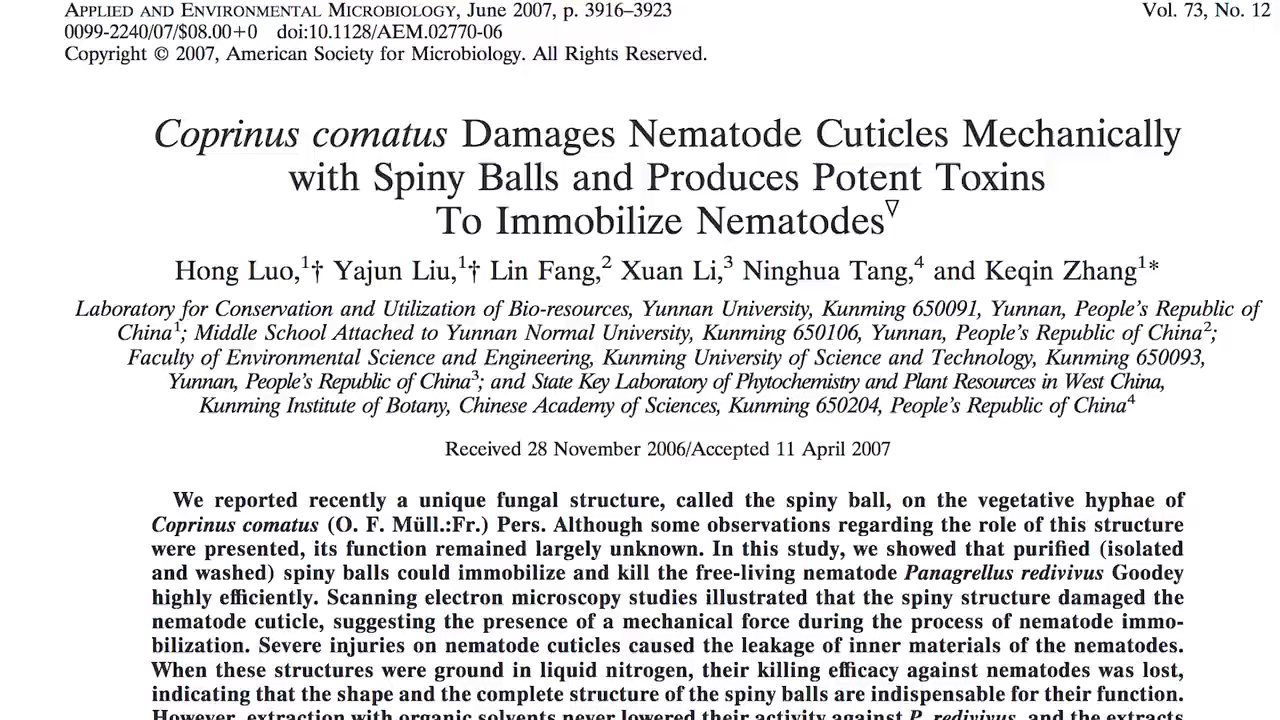 APPLIED AND ENVIRONMENTAL MICROBIOLOGY, June 2007, p. 3916–3923
Vol. 73, No. 12
0099-2240/07/$08.00+0 doi:10.1128/AEM.02770-06
Copyright © 2007, American Society for Microbiology. All Rights Reserved.
Coprinus comatus Damages Nematode Cuticles Mechanically
with Spiny Balls and Produces Potent Toxins
To Immobilize Nematodes∇
Hong Luo,1† Yajun Liu,1† Lin Fang,2 Xuan Li,3 Ninghua Tang,4 and Keqin Zhang1*
Laboratory for Conservation and Utilization of Bio-resources, Yunnan University, Kunming 650091, Yunnan, People's Republic of
China1; Middle School Attached to Yunnan Normal University, Kunming 650106, Yunnan, People's Republic of China2;
Faculty of Environmental Science and Engineering, Kunming University of Science and Technology, Kunming 650093,
Yunnan, People's Republic of China3; and State Key Laboratory of Phytochemistry and Plant Resources in West China,
Kunming Institute of Botany, Chinese Academy of Sciences, Kunming 650204, People's Republic of China4
Received 28 November 2006/Accepted 11 April 2007
We reported recently a unique fungal structure, called the spiny ball, on the vegetative hyphae of
Coprinus comatus (O. F. Müll.:Fr.) Pers. Although some observations regarding the role of this structure
were presented, its function remained largely unknown. In this study, we showed that purified (isolated
and washed) spiny balls could immobilize and kill the free-living nematode Panagrellus redivivus Goodey
highly efficiently. Scanning electron microscopy studies illustrated that the spiny structure damaged the
nematode cuticle, suggesting the presence of a mechanical force during the process of nematode immo-
bilization. Severe injuries on nematode cuticles caused the leakage of inner materials of the nematodes.
When these structures were ground in liquid nitrogen, their killing efficacy against nematodes was lost,
indicating that the shape and the complete structure of the spiny balls are indispensable for their function.
However, extraction with organic solvents never lowered their activity against P. redivivus, and the extracts